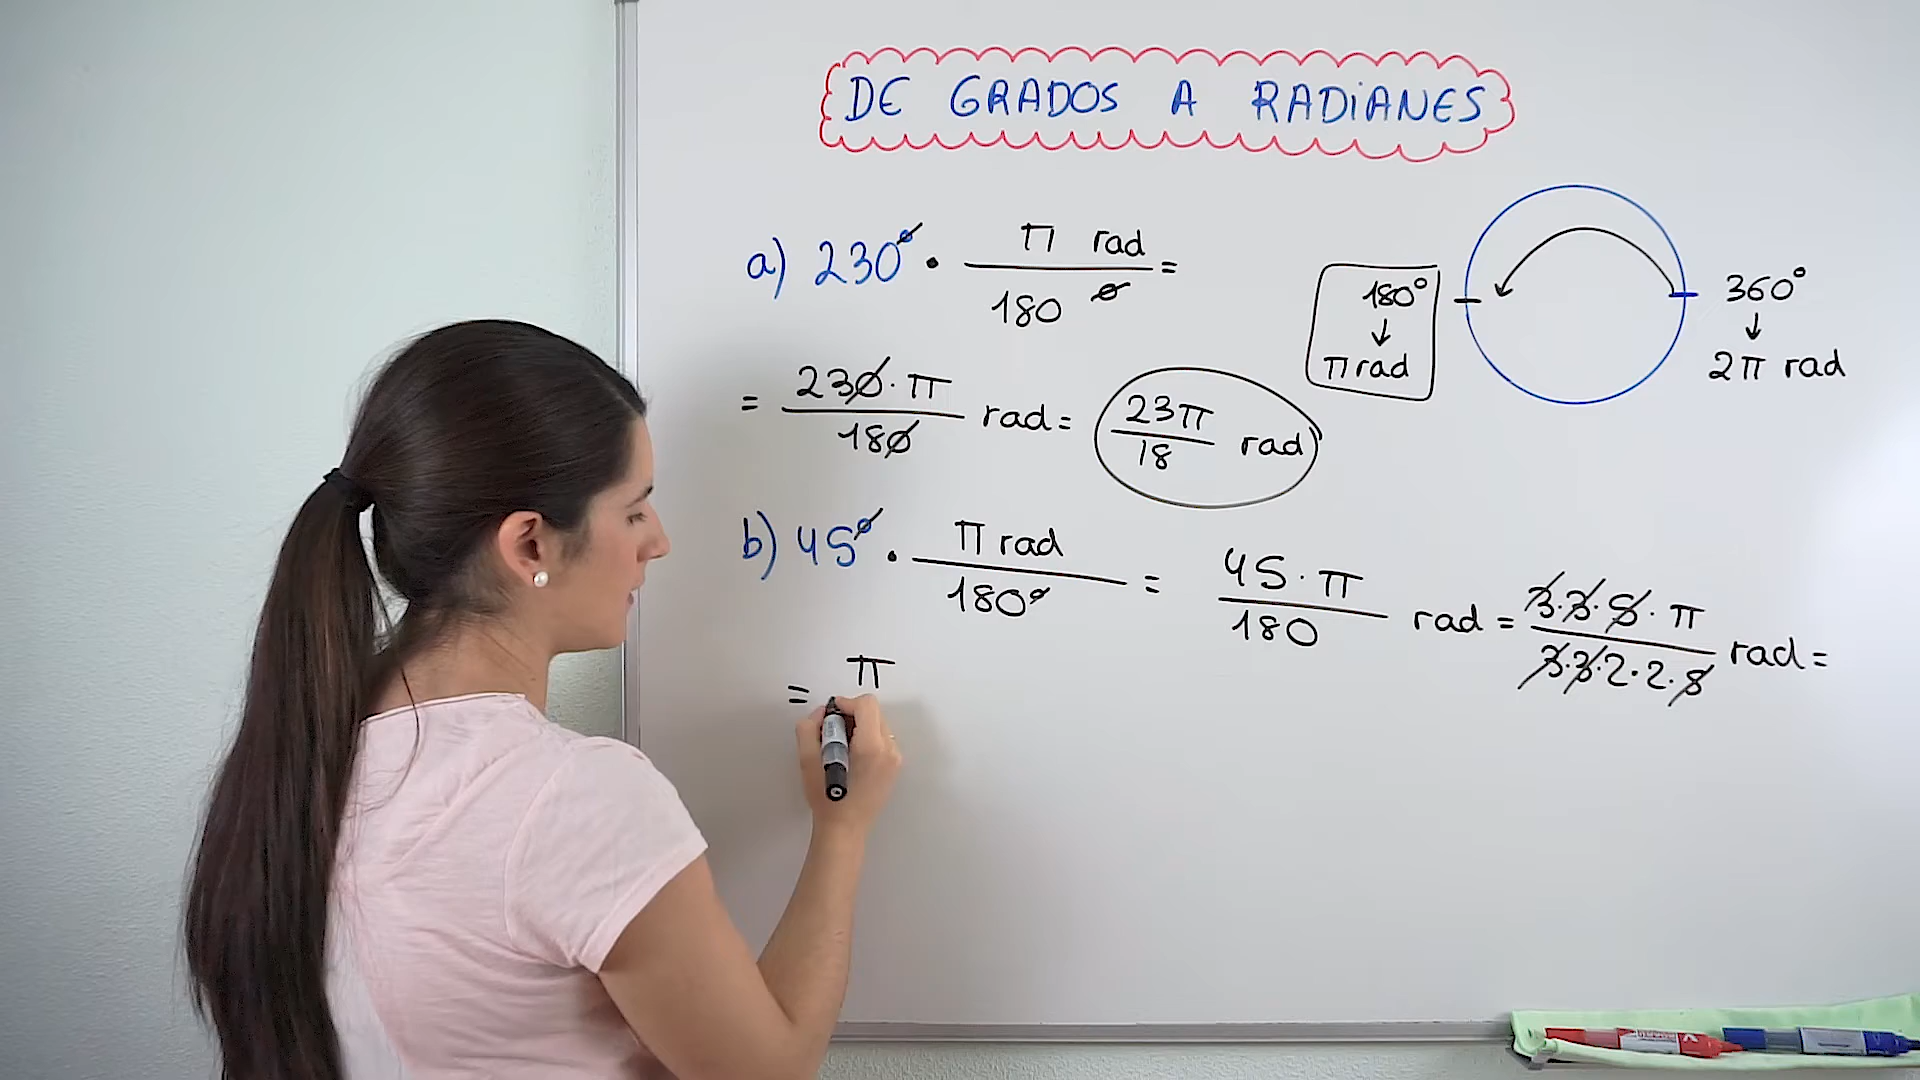 DE GRADOS A RADIANES
a) 230° · π rad / 180 ° =
180° ↓ π rad
360° ↓ 2π rad
= 230·π / 180 rad = 23π / 18 rad
b) 45° · π rad / 180° = 45·π / 180 rad = 3·3·5·π / 3·3·2·2·5 rad =
= π